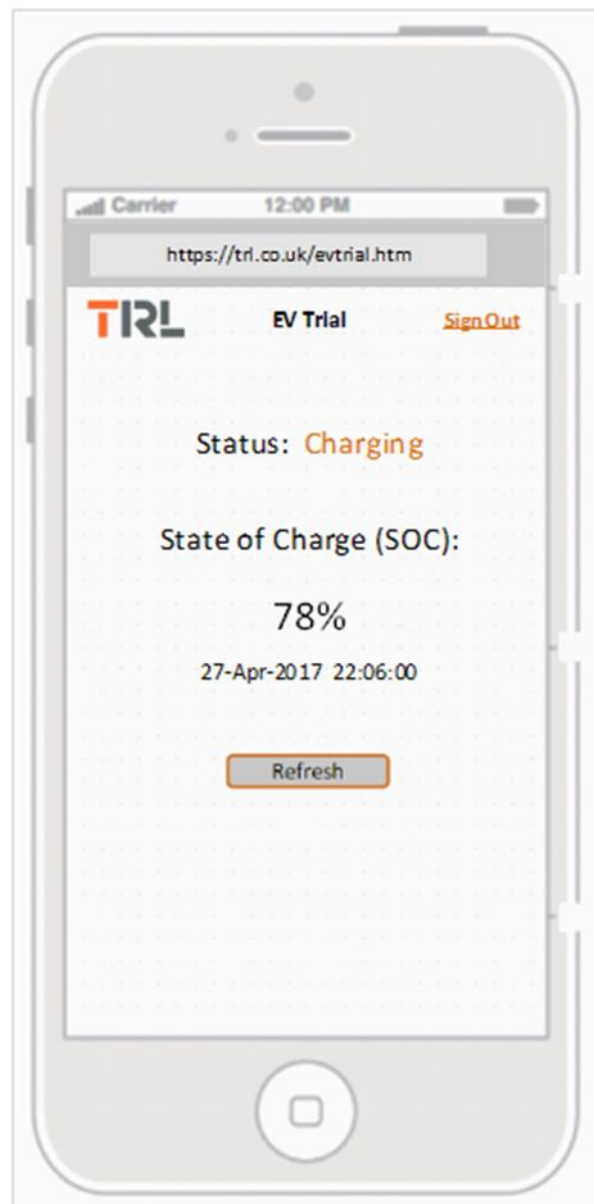 Carrier 12:00 PM
https://trl.co.uk/evtrial.htm
TRL EV Trial Sign Out
Status: Charging
State of Charge (SOC):
78%
27-Apr-2017 22:06:00
Refresh